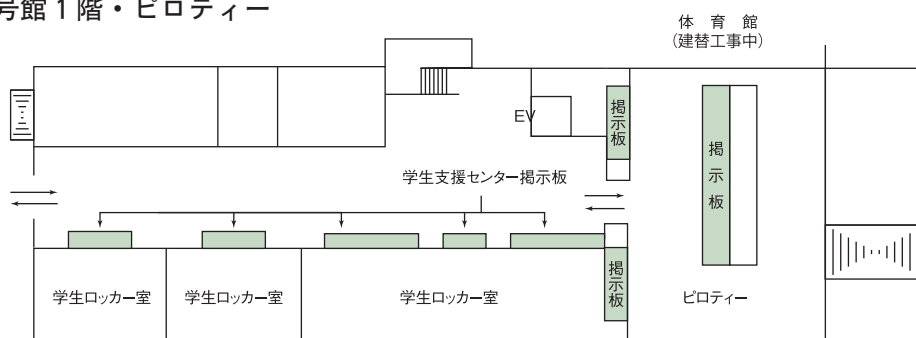 号館1階・ピロティー
体育館
(建替工事中)
掲示板
EV
掲示板
学生支援センター掲示板
学生ロッカー室
学生ロッカー室
学生ロッカー室
掲示板
ピロティー